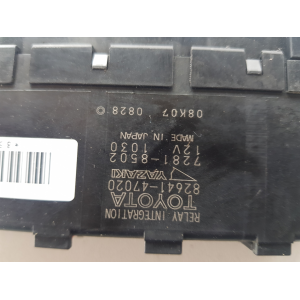 RELAY INTEGRATION
TOYOTA
82641-47020
YAZAKI
7281-8502
12V 1030
MADE IN JAPAN
0828
08K07